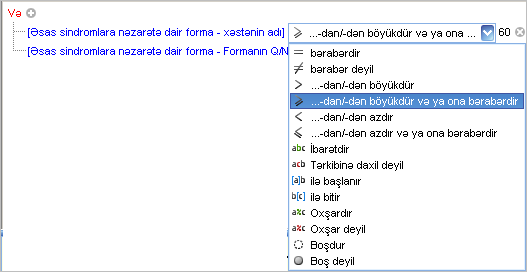 Və
[Əsas sindromlara nəzarətə dair forma - xəstənin adı] ...-dan/-dən böyükdür və ya ona ... 60
[Əsas sindromlara nəzarətə dair forma - Formanın Q/N
bərabərdir
bərabər deyil
...-dan/-dən böyükdür
...-dan/-dən böyükdür və ya ona bərabərdir
...-dan/-dən azdır
...-dan/-dən azdır və ya ona bərabərdir
abc İbarətdir
acb Tərkibinə daxil deyil
[a]b ilə başlanır
b[c] ilə bitir
a%c Oxşardır
a%c Oxşar deyil
Boşdur
Boş deyil